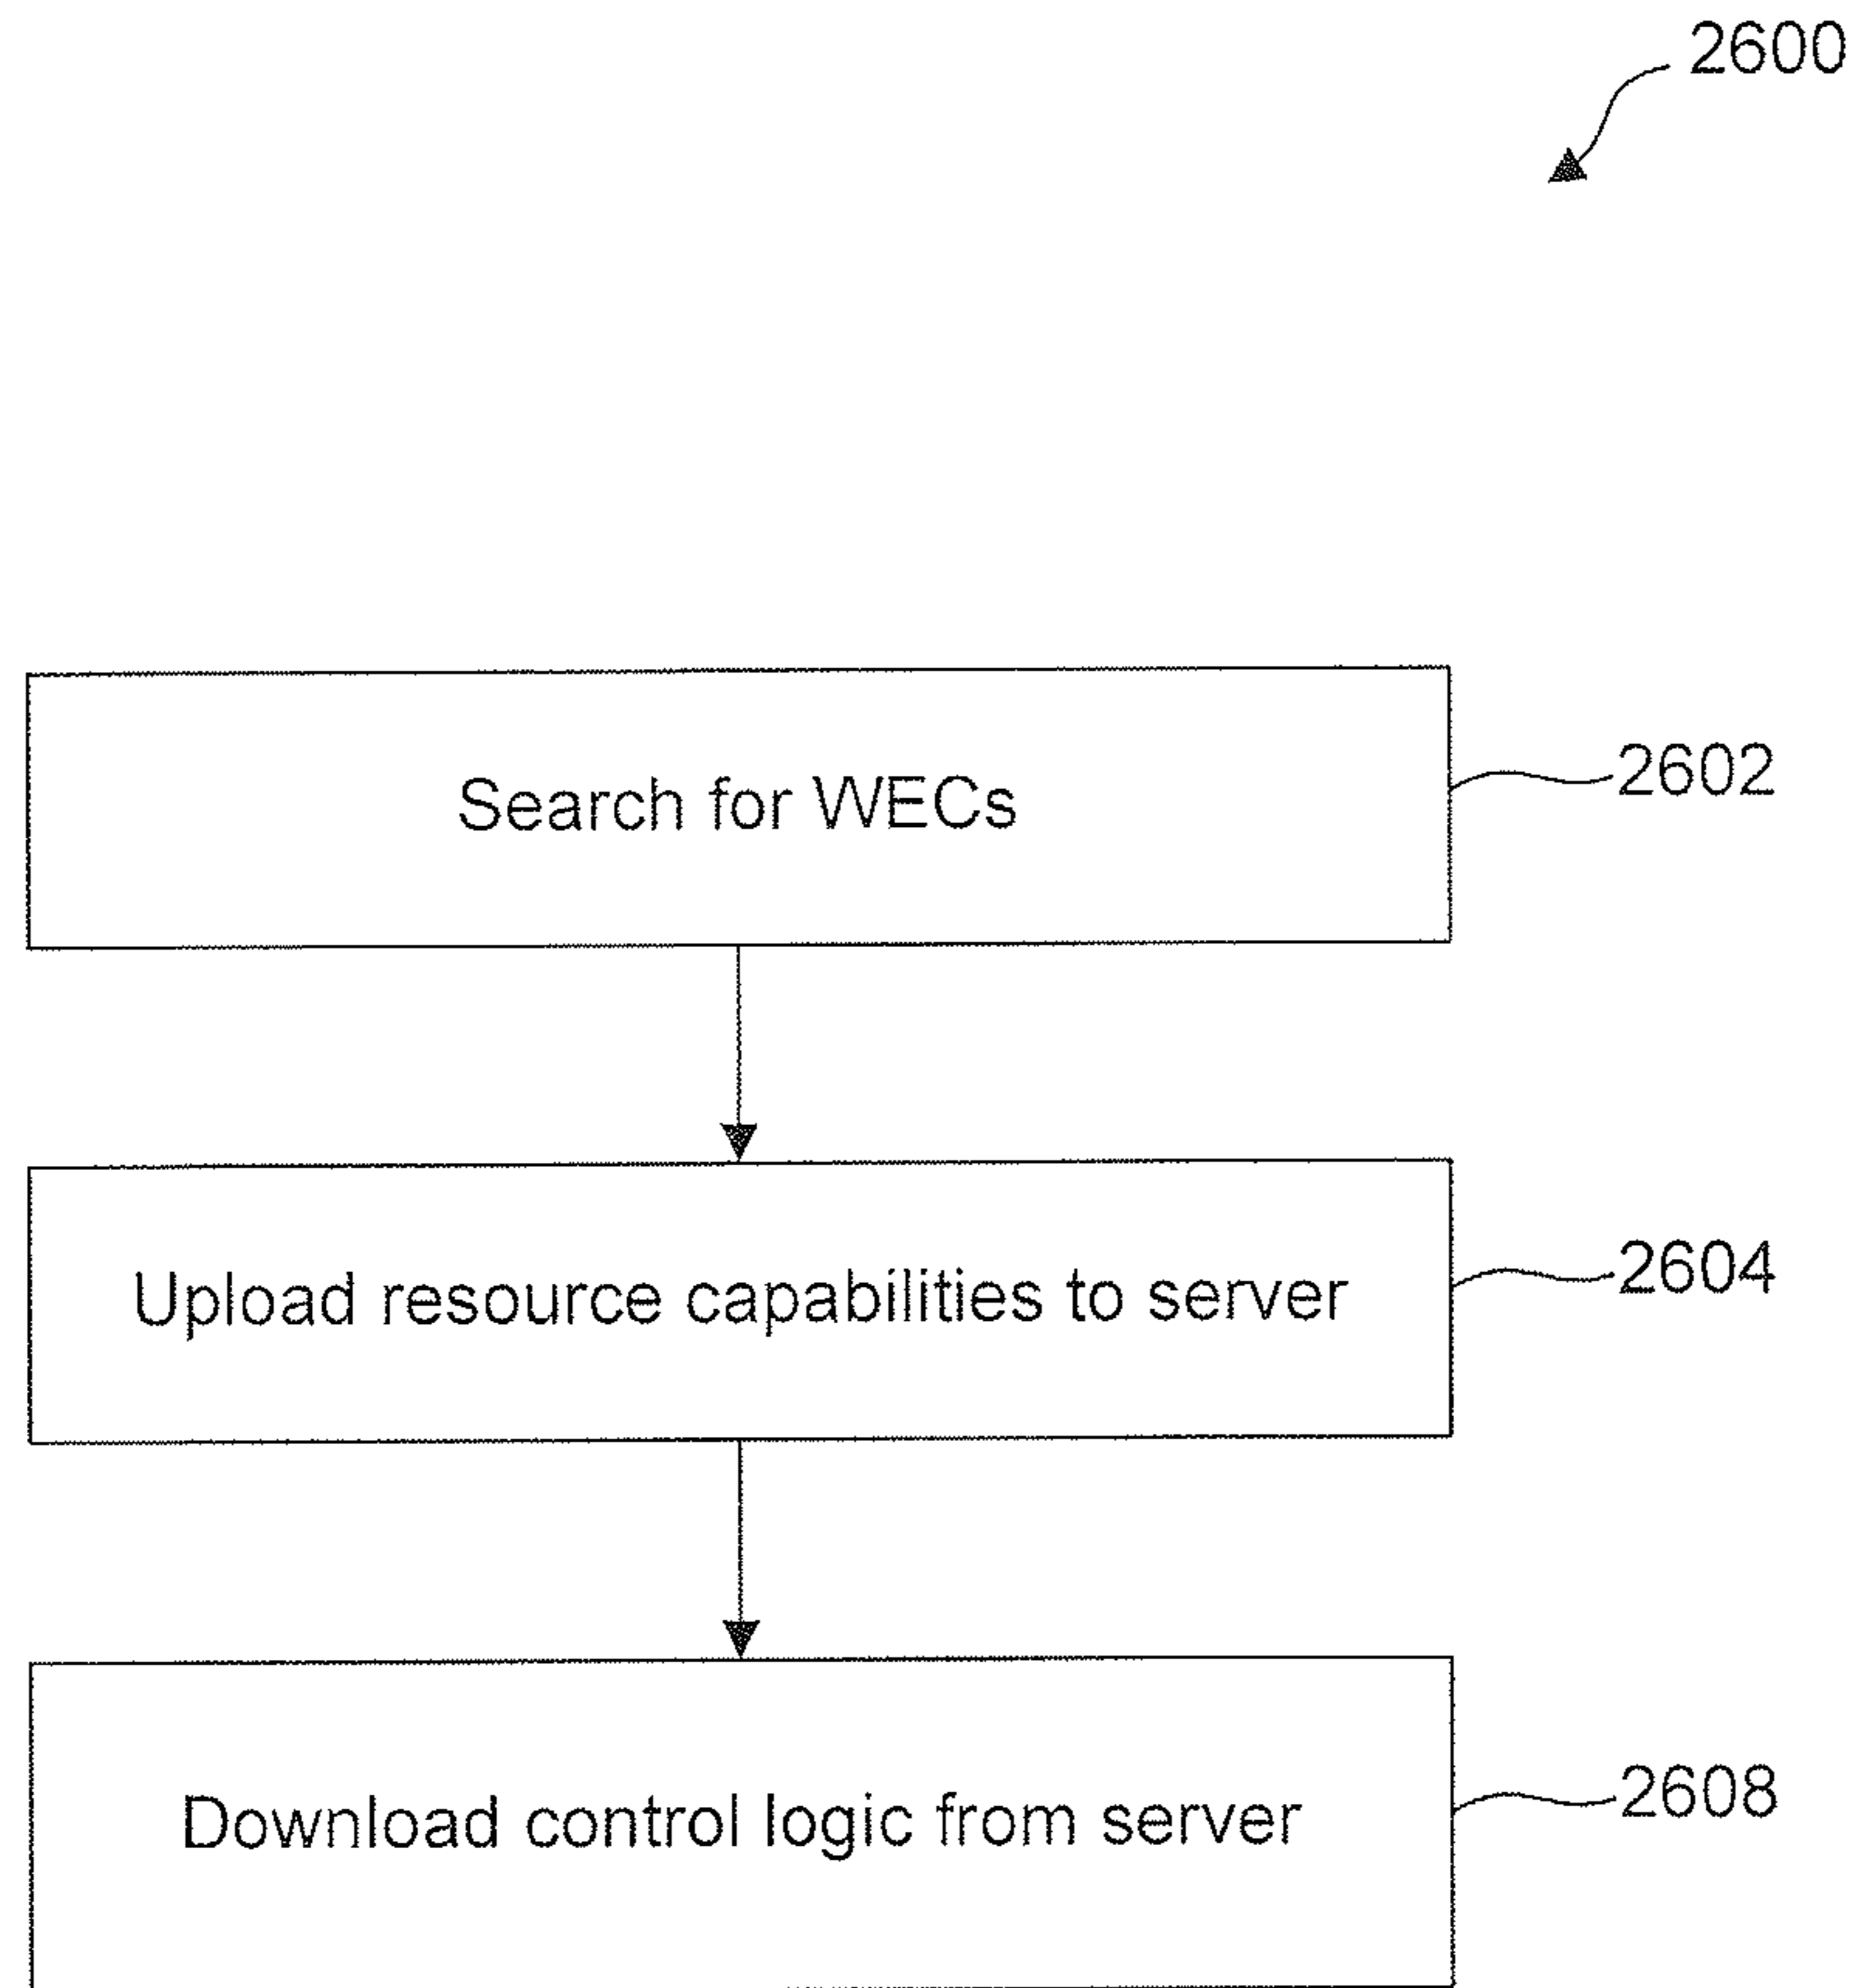 2600
Search for WECs
2602
Upload resource capabilities to server
2604
Download control logic from server
2608